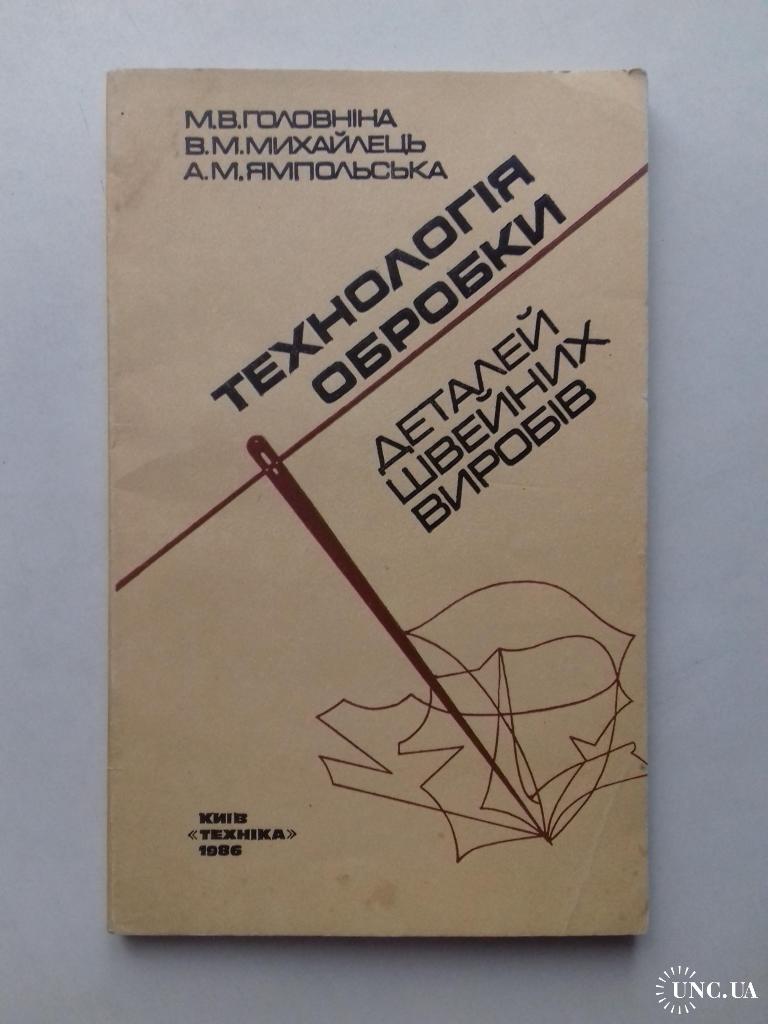 М.В.ГОЛОВНІНА
В.М.МИХАЙЛЕЦЬ
А.М.ЯМПОЛЬСЬКА
ТЕХНОЛОГІЯ
ОБРОБКИ
ДЕТАЛЕЙ
ШВЕЙНИХ
ВИРОБІВ
КИЇВ
«ТЕХНІКА»
1986
UNC.UA